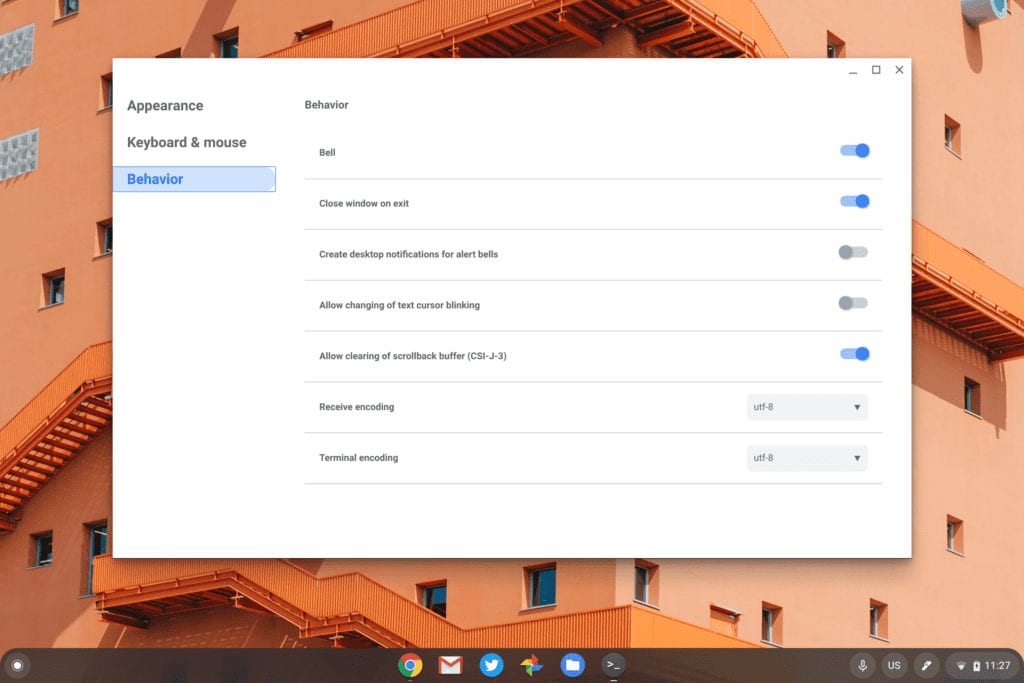 Appearance
Keyboard & mouse
Behavior
Behavior
Bell
Close window on exit
Create desktop notifications for alert bells
Allow changing of text cursor blinking
Allow clearing of scrollback buffer (CSI-J-3)
Receive encoding
utf-8
Terminal encoding
utf-8
>_
US
11:27